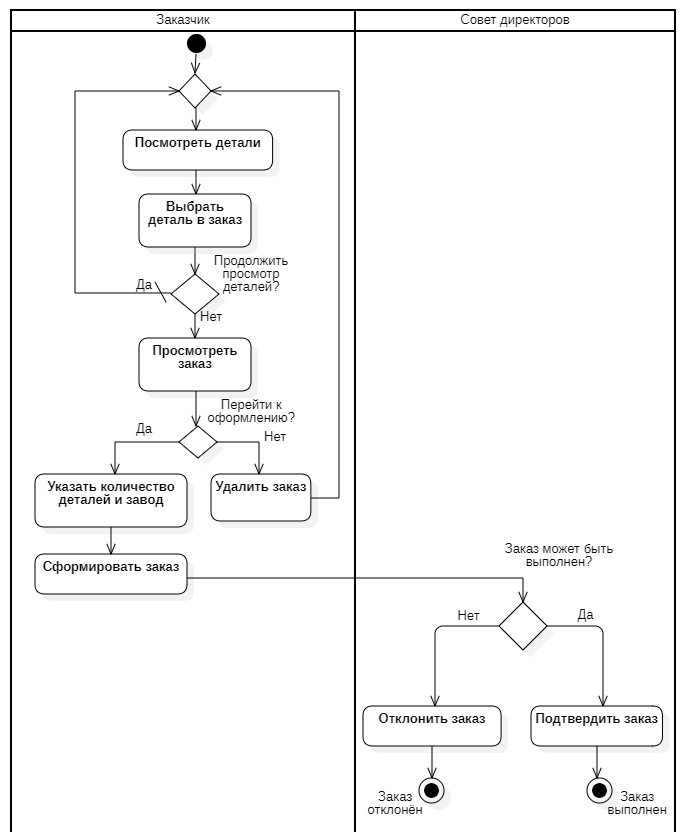 Заказчик
Совет директоров
Посмотреть детали
Выбрать
деталь в заказ
Продолжить
просмотр
деталей?
Да
Нет
Просмотреть
заказ
Перейти к
оформлению?
Да
Нет
Указать количество
деталей и завод
Удалить заказ
Сформировать заказ
Заказ может быть
выполнен?
Нет
Да
Отклонить заказ
Подтвердить заказ
Заказ
отклонён
Заказ
выполнен